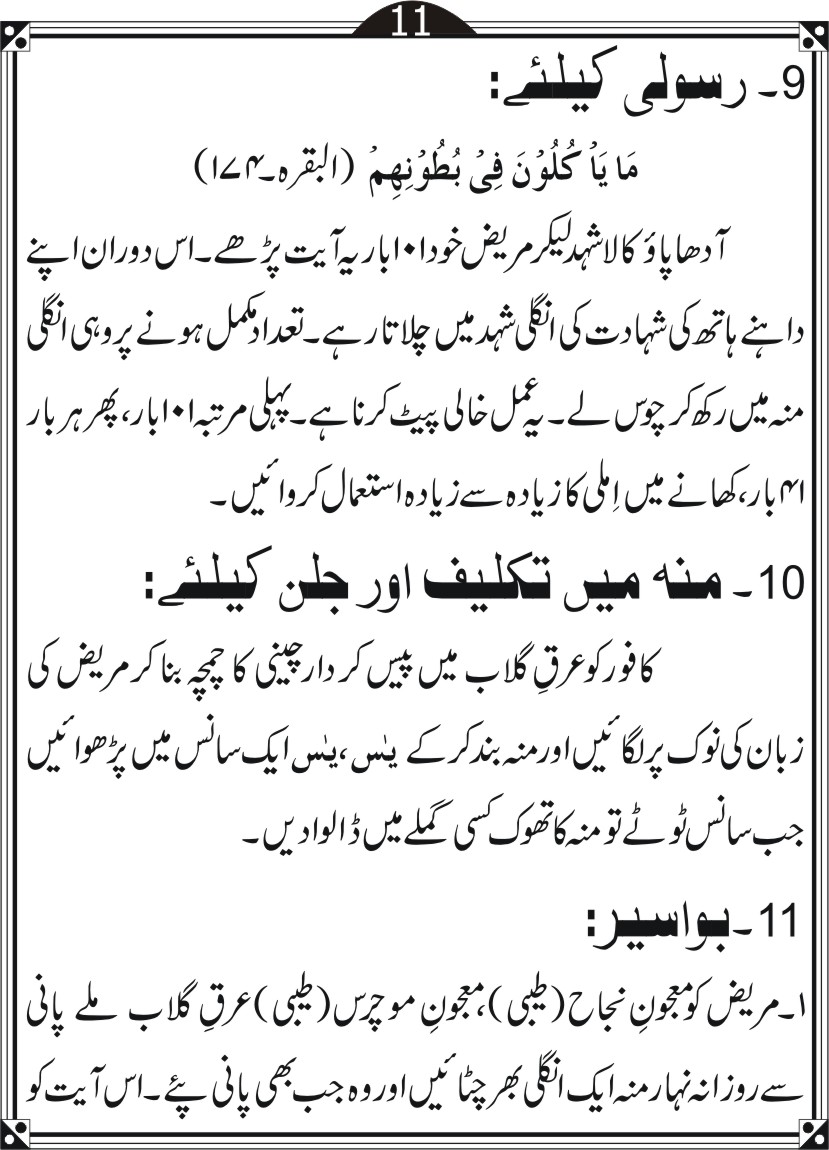 11
9۔ رسولی کیلئے:
مَا يَأْ كُلُوْنَ فِىْ بُطُوْنِهِمْ (البقرہ۔۱۷۴)
آدھا پاؤ کالا شہد لیکر مریض خود ۱۰۱ بار یہ آیت پڑھے۔ اس دوران اپنے
داہنے ہاتھ کی شہادت کی انگلی شہد میں چلاتا رہے۔ تعداد مکمل ہونے پر وہی انگلی
منہ میں رکھ کر چوس لے۔ یہ عمل خالی پیٹ کرنا ہے۔ پہلی مرتبہ ۱۰۱ بار، پھر ہر بار
۴۱ بار، کھانے میں اِملی کا زیادہ سے زیادہ استعمال کروائیں۔
10۔ منہ میں تکلیف اور جلن کیلئے:
کافور کو عرقِ گلاب میں پیس کر دار چینی کا چمچہ بنا کر مریض کی
زبان کی نوک پر لگائیں اور منہ بند کر کے یٰس، یٰس ایک سانس میں پڑھوائیں
جب سانس ٹوٹے تو منہ کا تھوک کسی گملے میں ڈالوا دیں۔
11۔ بواسیر:
۱۔ مریض کو معجونِ نجاح (طیبی)، معجونِ موچرس (طیبی) عرقِ گلاب ملے پانی
سے روزانہ نہار منہ ایک انگلی بھر چٹائیں اور وہ جب بھی پانی پئے۔ اس آیت کو